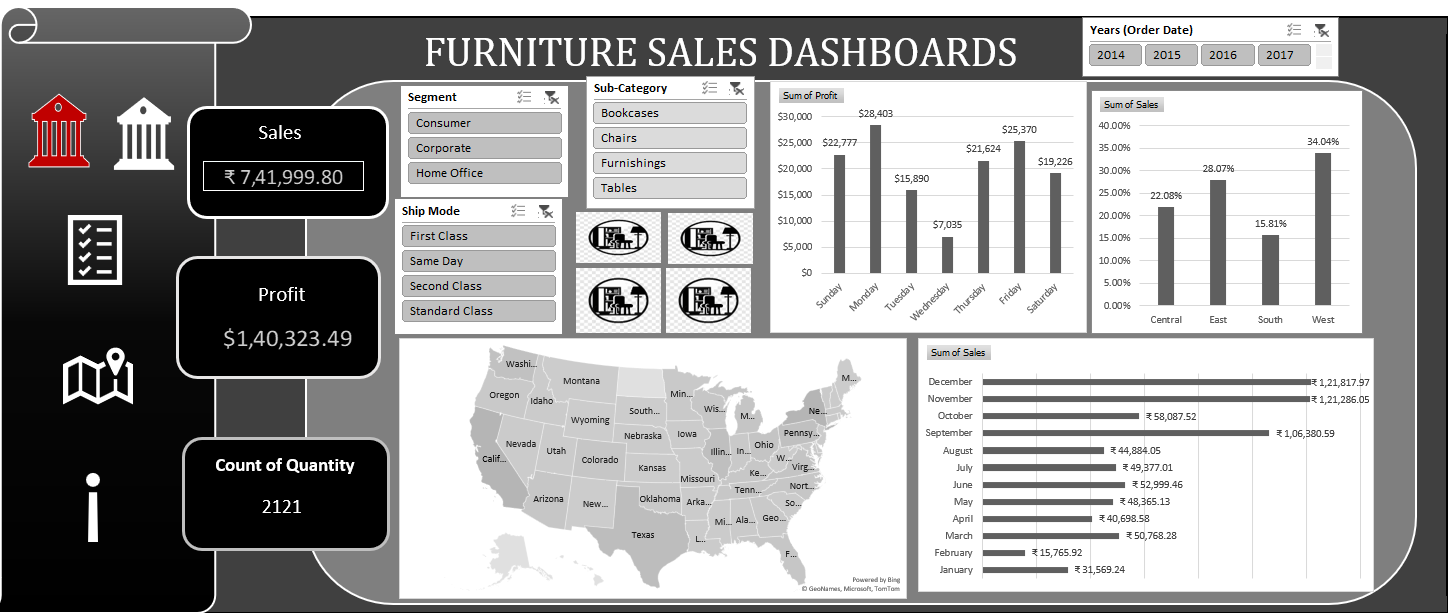 FURNITURE SALES DASHBOARDS
Years (Order Date)
2014 2015 2016 2017
Sales
₹ 7,41,999.80
Profit
$1,40,323.49
Count of Quantity
2121
Segment
Consumer
Corporate
Home Office
Ship Mode
First Class
Same Day
Second Class
Standard Class
Sub-Category
Bookcases
Chairs
Furnishings
Tables
Sum of Profit
$30,000
$25,000
$20,000
$15,000
$10,000
$5,000
$0
$22,777
$28,403
$15,890
$7,035
$21,624
$25,370
$19,226
Sunday
Monday
Tuesday
Wednesday
Thursday
Friday
Saturday
Sum of Sales
40.00%
35.00%
30.00%
25.00%
20.00%
15.00%
10.00%
5.00%
0.00%
22.08%
28.07%
15.81%
34.04%
Central East South West
Washi...
Montana
M...
Oregon
Idaho
Min...
South...
Wis...
M...
Ne...
Wyoming
Nebraska
Iowa
Pennsy...
Nevada
Utah
Colorado
Illin...
In...
Ohio
Calif...
Kansas
Missouri
Ke...
W...
Virg...
Arizona
New...
Oklahoma
Arka...
Tenn...
Nort...
So...
Texas
L...
Mi...
Ala...
Geo...
F...
Powered by Bing
© GeoNames, Microsoft, TomTom
Sum of Sales
December ₹ 1,21,817.97
November ₹ 1,21,286.05
October ₹ 58,087.52
September ₹ 1,06,380.59
August ₹ 44,884.05
July ₹ 49,377.01
June ₹ 52,999.46
May ₹ 48,365.13
April ₹ 40,698.58
March ₹ 50,768.28
February ₹ 15,765.92
January ₹ 31,569.24